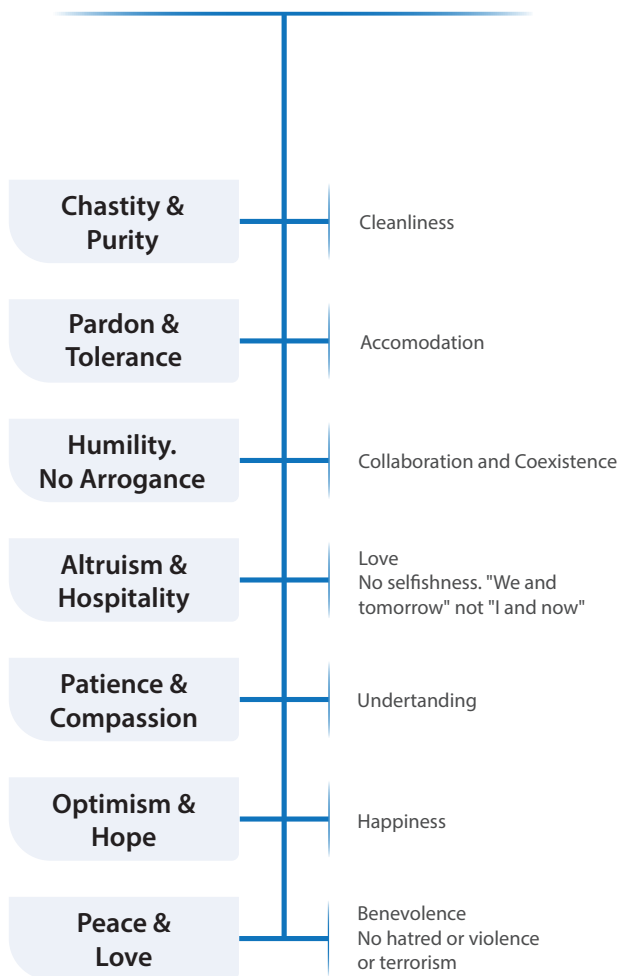 Chastity &
Purity
Cleanliness
Pardon &
Tolerance
Accomodation
Humility.
No Arrogance
Collaboration and Coexistence
Altruism &
Hospitality
Love
No selfishness. "We and
tomorrow" not "I and now"
Patience &
Compassion
Undertanding
Optimism &
Hope
Happiness
Peace &
Love
Benevolence
No hatred or violence
or terrorism